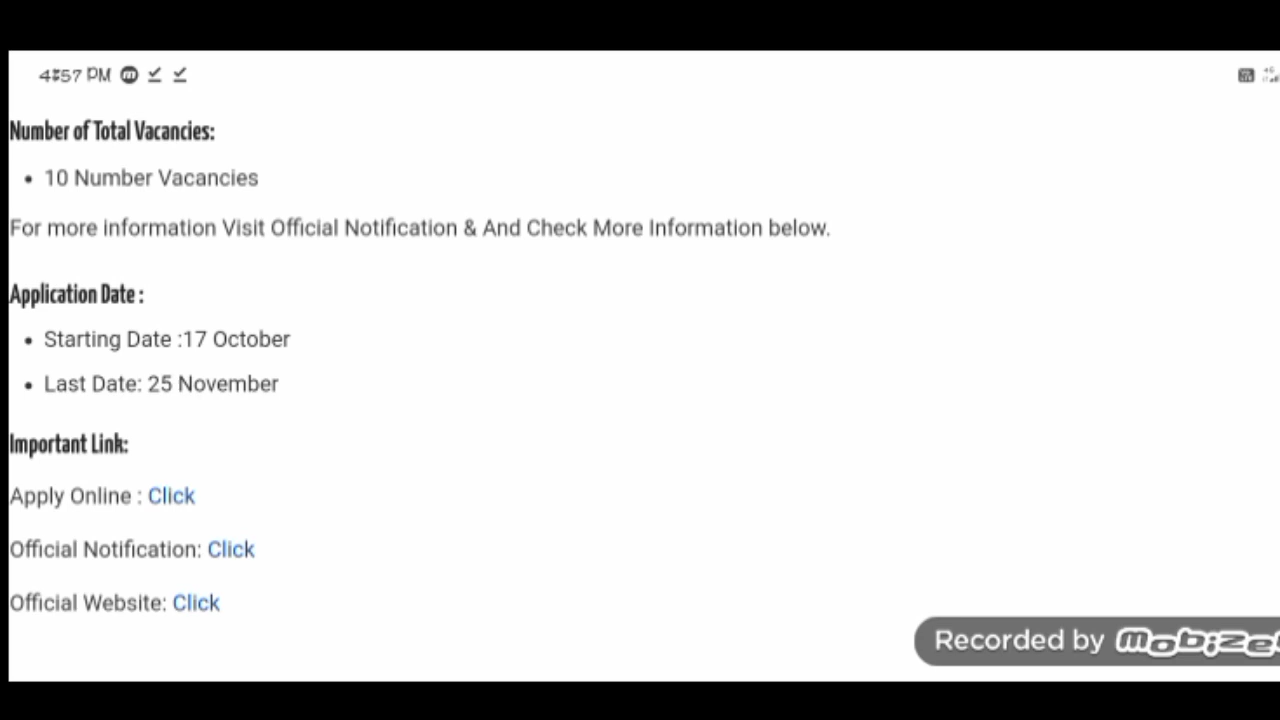 4:57 PM
Number of Total Vacancies:
• 10 Number Vacancies
For more information Visit Official Notification & And Check More Information below.
Application Date :
• Starting Date :17 October
• Last Date: 25 November
Important Link:
Apply Online : Click
Official Notification: Click
Official Website: Click
Recorded by